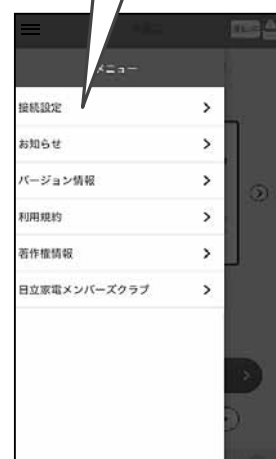 メニュー
接続設定
お知らせ
バージョン情報
利用規約
著作権情報
日立家電メンバーズクラブ